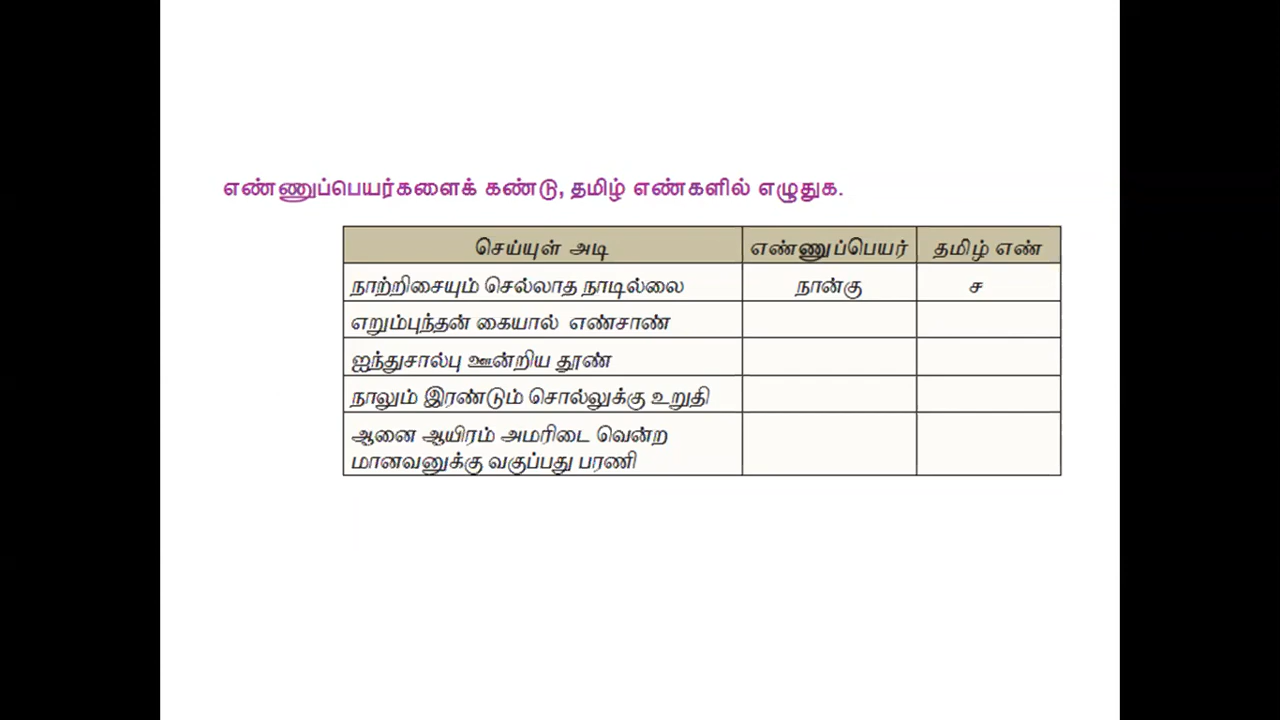 எண்ணுப்பெயர்களைக் கண்டு, தமிழ் எண்களில் எழுதுக.
செய்யுள் அடி எண்ணுப்பெயர் தமிழ் எண்
நாற்றிசையும் செல்லாத நாடில்லை நான்கு ச
எறும்புந்தன் கையால் எண்சாண்
ஐந்துசால்பு ஊன்றிய தூண்
நாலும் இரண்டும் சொல்லுக்கு உறுதி
ஆனை ஆயிரம் அமரிடை வென்ற
மானவனுக்கு வகுப்பது பரணி